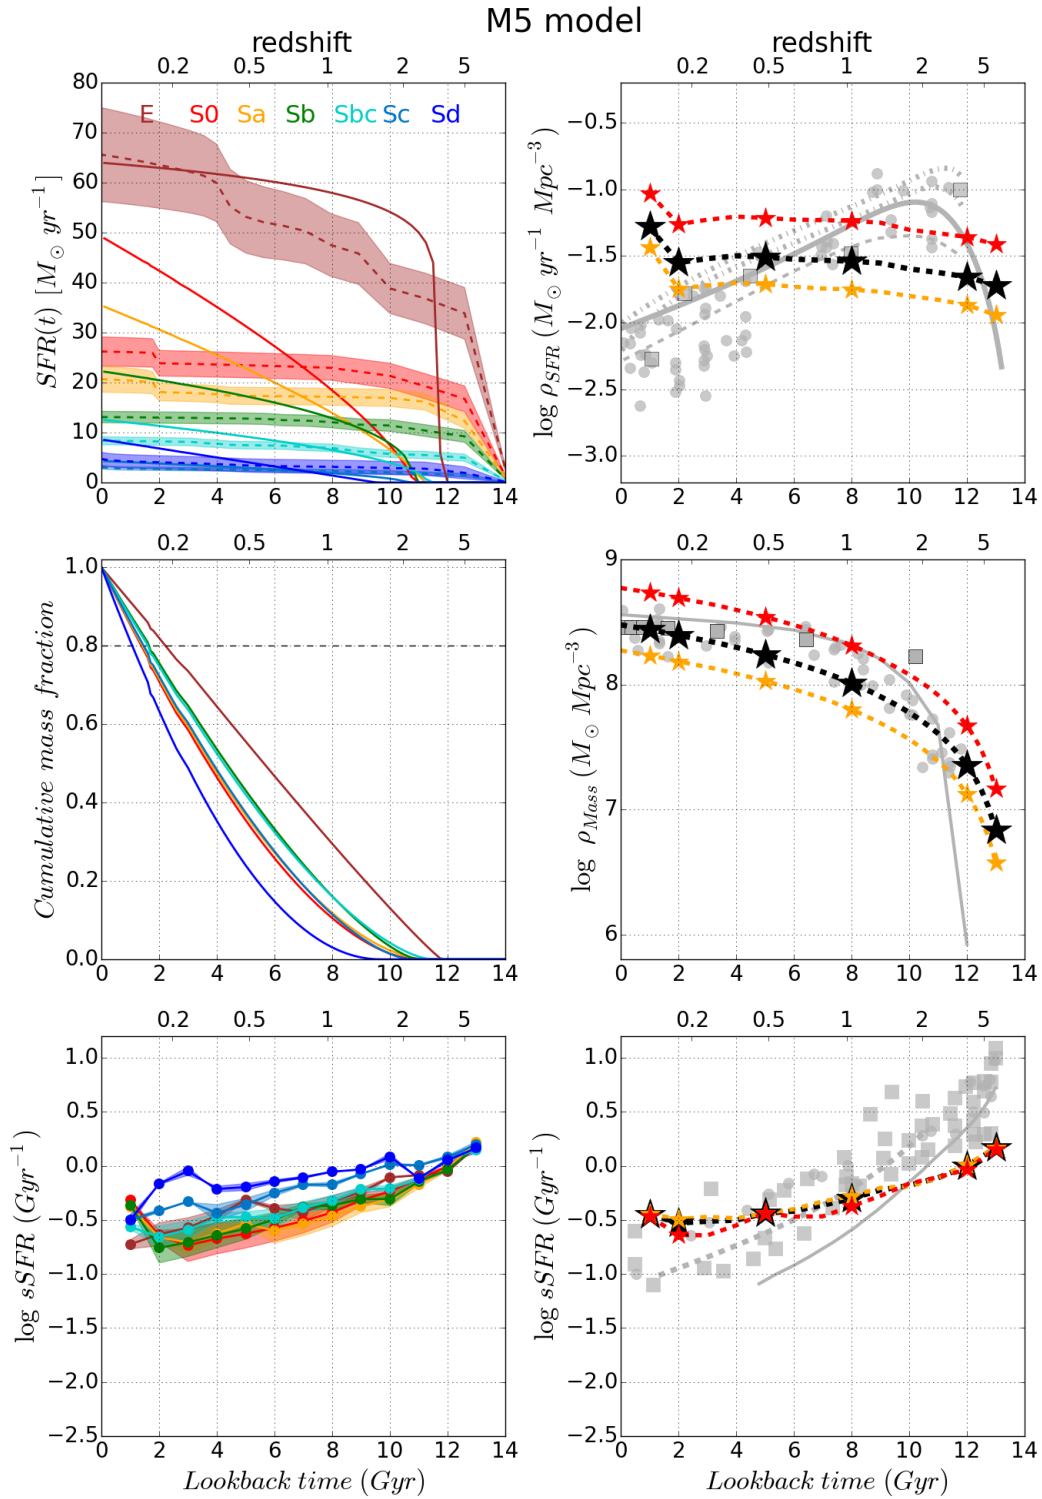 M5 model
redshift
0.2 0.5 1 2 5
80
70
60
50
40
30
20
10
0
SFR(t) [M⊙ yr−1]
E S0 Sa Sb Sbc Sc Sd
0 2 4 6 8 10 12 14
redshift
0.2 0.5 1 2 5
−0.5
−1.0
−1.5
−2.0
−2.5
−3.0
log ρSFR (M⊙ yr−1 Mpc−3)
0 2 4 6 8 10 12 14
0.2 0.5 1 2 5
1.0
0.8
0.6
0.4
0.2
0.0
Cumulative mass fraction
0 2 4 6 8 10 12 14
0.2 0.5 1 2 5
9
8
7
6
log ρMass (M⊙ Mpc−3)
0 2 4 6 8 10 12 14
0.2 0.5 1 2 5
1.0
0.5
0.0
−0.5
−1.0
−1.5
−2.0
−2.5
log sSFR (Gyr−1)
0 2 4 6 8 10 12 14
Lookback time (Gyr)
0.2 0.5 1 2 5
1.0
0.5
0.0
−0.5
−1.0
−1.5
−2.0
−2.5
log sSFR (Gyr−1)
0 2 4 6 8 10 12 14
Lookback time (Gyr)